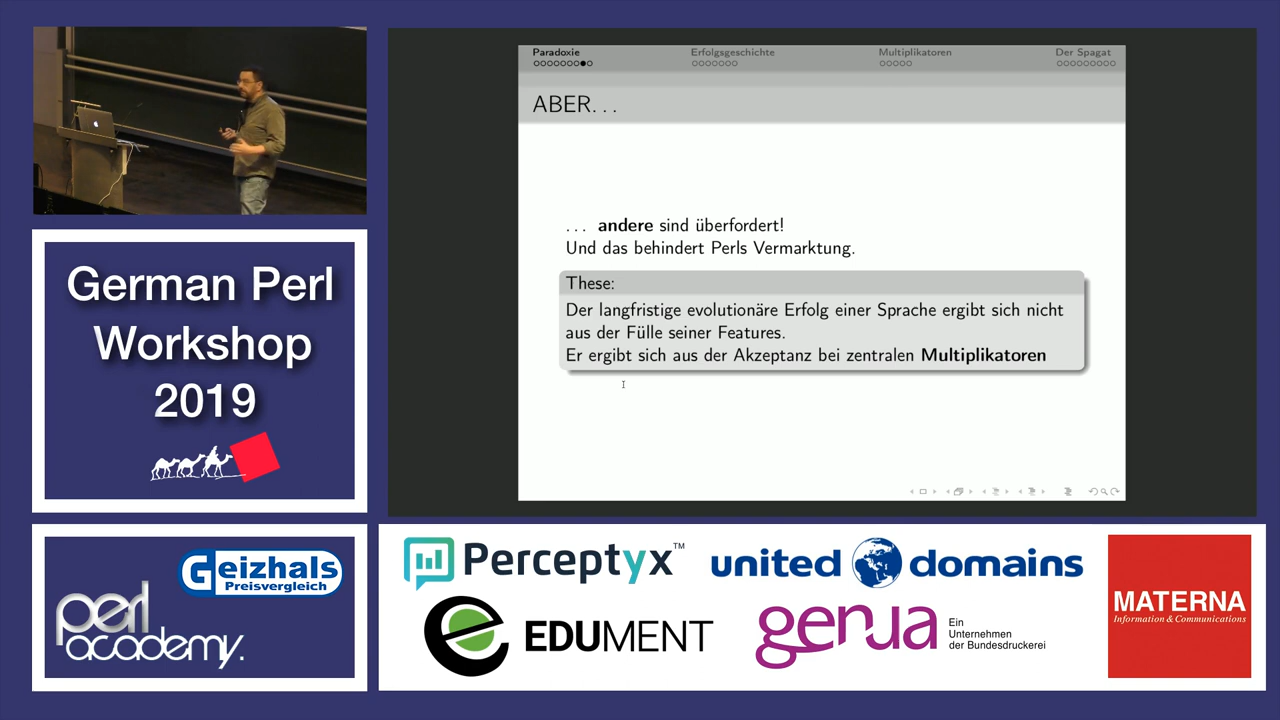 Paradoxie
Erfolgsgeschichte
Multiplikatoren
Der Spagat
ABER...
... andere sind überfordert!
Und das behindert Perls Vermarktung.
These:
Der langfristige evolutionäre Erfolg einer Sprache ergibt sich nicht
aus der Fülle seiner Features.
Er ergibt sich aus der Akzeptanz bei zentralen Multiplikatoren
German Perl
Workshop
2019
Geizhals
Preisvergleich
perl
academy.
Perceptyx™
united domains
EDUMENT
genua
Ein
Unternehmen
der Bundesdruckerei
MATERNA
Information & Communications